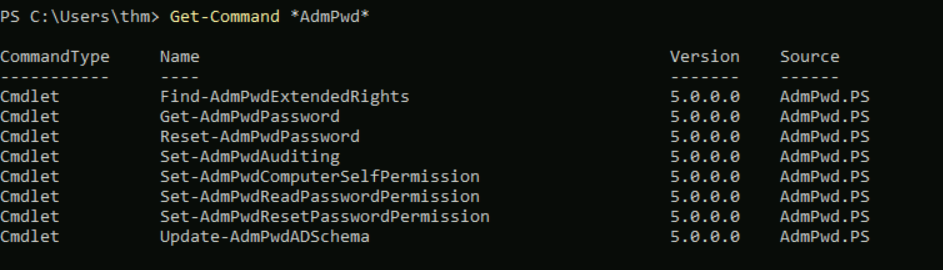 PS C:\Users\thm> Get-Command *AdmPwd*
CommandType Name Version Source
----------- ---- ------- ------
Cmdlet Find-AdmPwdExtendedRights 5.0.0.0 AdmPwd.PS
Cmdlet Get-AdmPwdPassword 5.0.0.0 AdmPwd.PS
Cmdlet Reset-AdmPwdPassword 5.0.0.0 AdmPwd.PS
Cmdlet Set-AdmPwdAuditing 5.0.0.0 AdmPwd.PS
Cmdlet Set-AdmPwdComputerSelfPermission 5.0.0.0 AdmPwd.PS
Cmdlet Set-AdmPwdReadPasswordPermission 5.0.0.0 AdmPwd.PS
Cmdlet Set-AdmPwdResetPasswordPermission 5.0.0.0 AdmPwd.PS
Cmdlet Update-AdmPwdADSchema 5.0.0.0 AdmPwd.PS